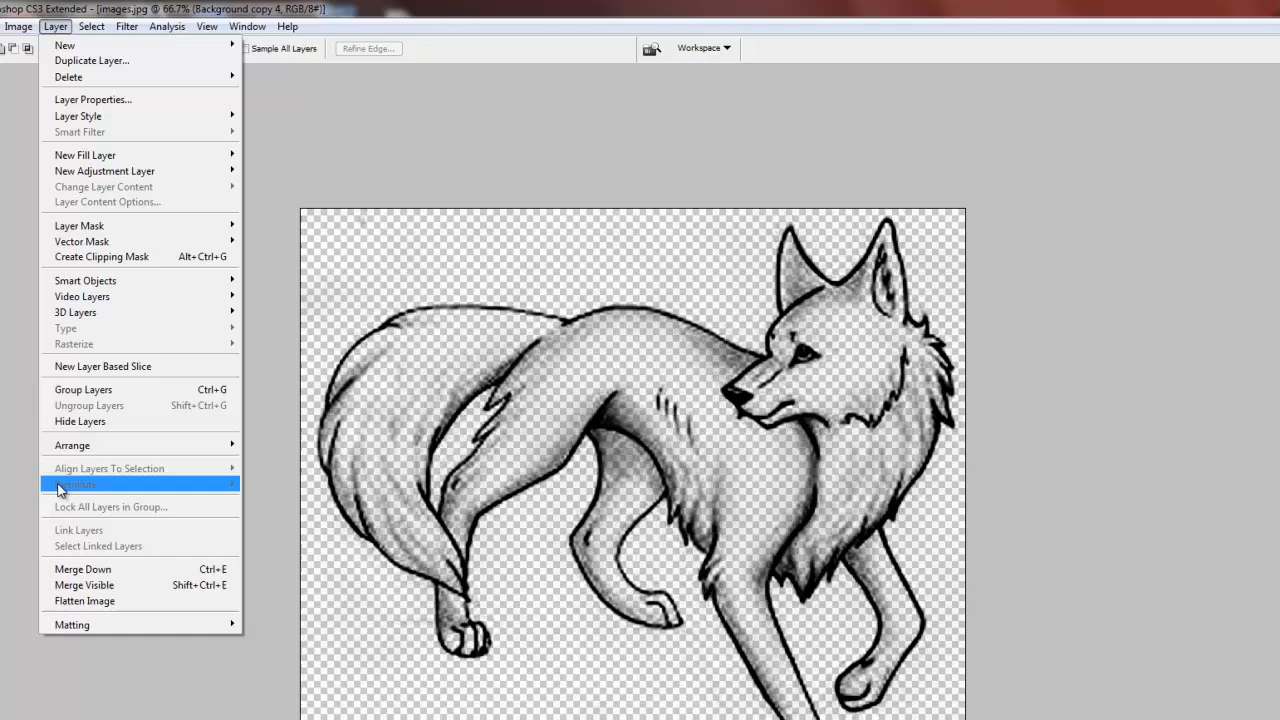 shop CS3 Extended - [images.jpg @ 66.7% (Background copy 4, RGB/8#)]
Image Layer Select Filter Analysis View Window Help
Sample All Layers Refine Edge... Workspace
New
Duplicate Layer...
Delete
Layer Properties...
Layer Style
Smart Filter
New Fill Layer
New Adjustment Layer
Change Layer Content
Layer Content Options...
Layer Mask
Vector Mask
Create Clipping Mask Alt+Ctrl+G
Smart Objects
Video Layers
3D Layers
Type
Rasterize
New Layer Based Slice
Group Layers Ctrl+G
Ungroup Layers Shift+Ctrl+G
Hide Layers
Arrange
Align Layers To Selection
Lock All Layers in Group...
Link Layers
Select Linked Layers
Merge Down Ctrl+E
Merge Visible Shift+Ctrl+E
Flatten Image
Matting